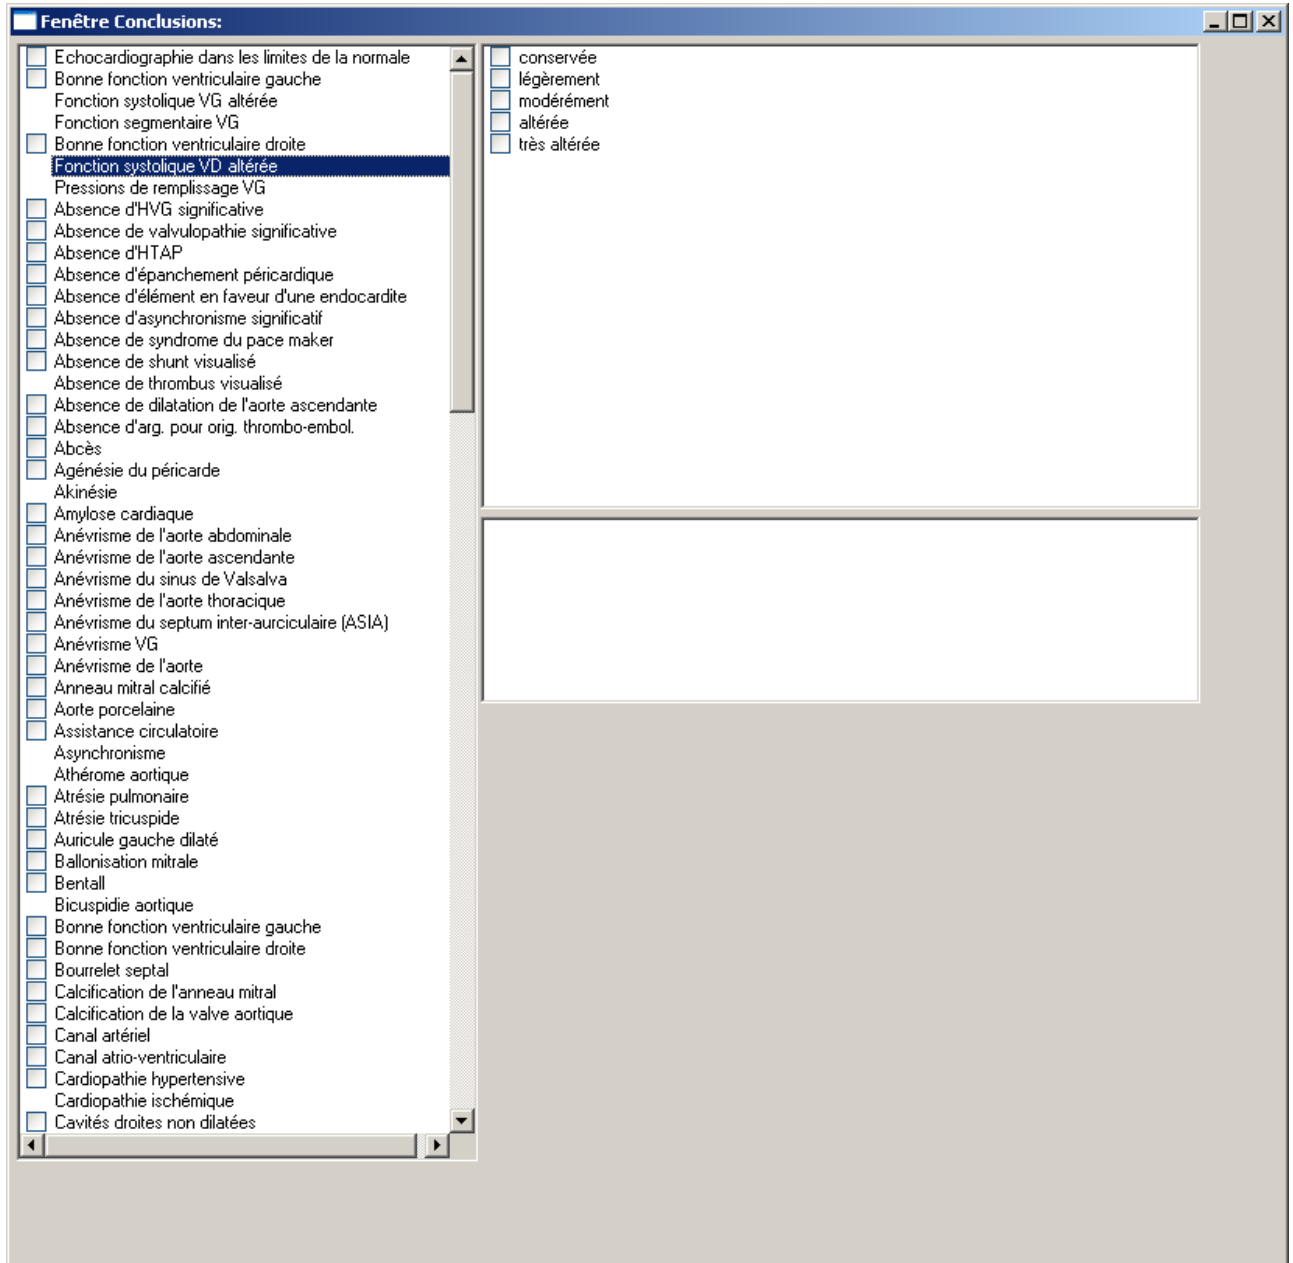 Fenêtre Conclusions:
Echocardiographie dans les limites de la normale
Bonne fonction ventriculaire gauche
Fonction systolique VG altérée
Fonction segmentaire VG
Bonne fonction ventriculaire droite
Fonction systolique VD altérée
Pressions de remplissage VG
Absence d'HVG significative
Absence de valvulopathie significative
Absence d'HTAP
Absence d'épanchement péricardique
Absence d'élément en faveur d'une endocardite
Absence d'asynchronisme significatif
Absence de syndrome du pace maker
Absence de shunt visualisé
Absence de thrombus visualisé
Absence de dilatation de l'aorte ascendante
Absence d'arg. pour orig. thrombo-embol.
Abcès
Agénésie du péricarde
Akinésie
Amylose cardiaque
Anévrisme de l'aorte abdominale
Anévrisme de l'aorte ascendante
Anévrisme du sinus de Valsalva
Anévrisme de l'aorte thoracique
Anévrisme du septum inter-aurciculaire (ASIA)
Anévrisme VG
Anévrisme de l'aorte
Anneau mitral calcifié
Aorte porcelaine
Assistance circulatoire
Asynchronisme
Athérome aortique
Atrésie pulmonaire
Atrésie tricuspide
Auricule gauche dilaté
Ballonisation mitrale
Bentall
Bicuspidie aortique
Bonne fonction ventriculaire gauche
Bonne fonction ventriculaire droite
Bourrelet septal
Calcification de l'anneau mitral
Calcification de la valve aortique
Canal artériel
Canal atrio-ventriculaire
Cardiopathie hypertensive
Cardiopathie ischémique
Cavités droites non dilatées
conservée
légèrement
modérément
altérée
très altérée